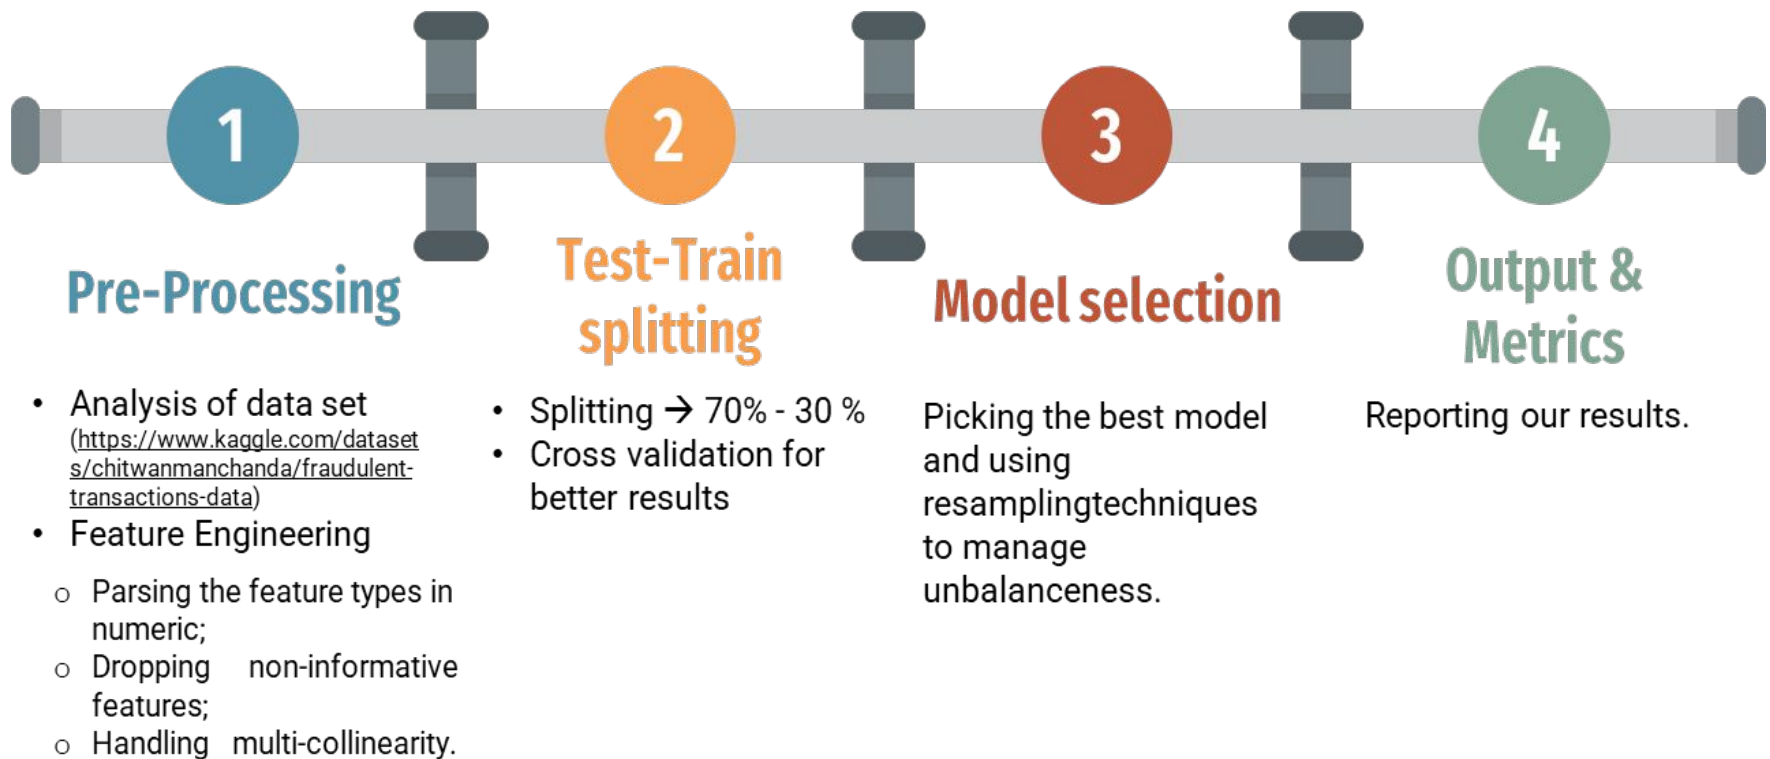 1
Pre-Processing
• Analysis of data set
(https://www.kaggle.com/dataset
s/chitwanmanchanda/fraudulent-
transactions-data)
• Feature Engineering
o Parsing the feature types in
numeric;
o Dropping non-informative
features;
o Handling multi-collinearity.
2
Test-Train
splitting
• Splitting → 70% - 30 %
• Cross validation for
better results
3
Model selection
Picking the best model
and using
resamplingtechniques
to manage
unbalanceness.
4
Output &
Metrics
Reporting our results.